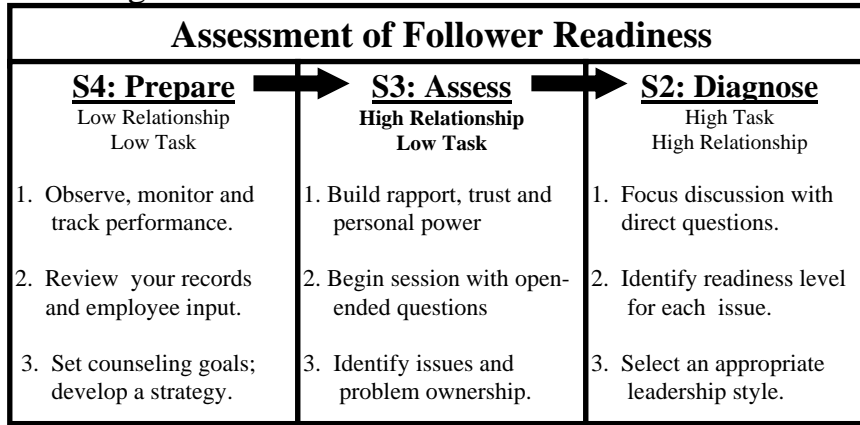 Assessment of Follower Readiness
S4: Prepare
Low Relationship
Low Task
1. Observe, monitor and
track performance.
2. Review your records
and employee input.
3. Set counseling goals;
develop a strategy.
S3: Assess
High Relationship
Low Task
1. Build rapport, trust and
personal power
2. Begin session with open-
ended questions
3. Identify issues and
problem ownership.
S2: Diagnose
High Task
High Relationship
1. Focus discussion with
direct questions.
2. Identify readiness level
for each issue.
3. Select an appropriate
leadership style.